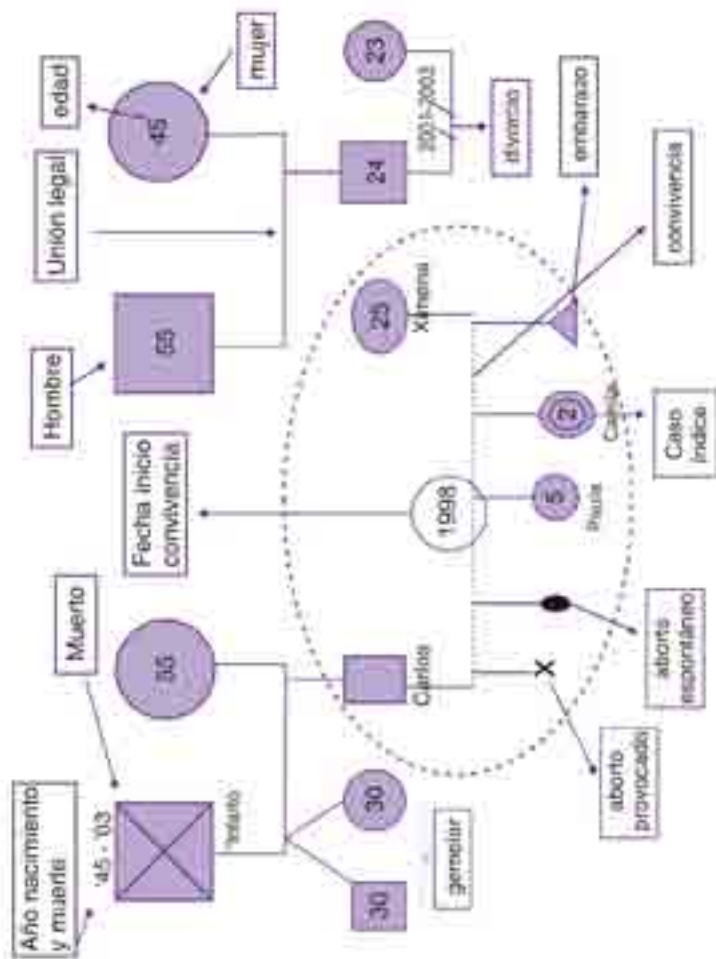 Año nacimiento
y muerte
Muerto
Fecha inicio
convivencia
Hombre
Unión legal
edad
mujer
'45 - '03
55
55
45
Infarto
30
30
gemelar
Carlos
1998
25
Ximena
24
23
2001-2003
divorcio
5
Paula
2
Camila
aborto
provocado
aborto
espontáneo
Caso
índice
convivencia
embarazo